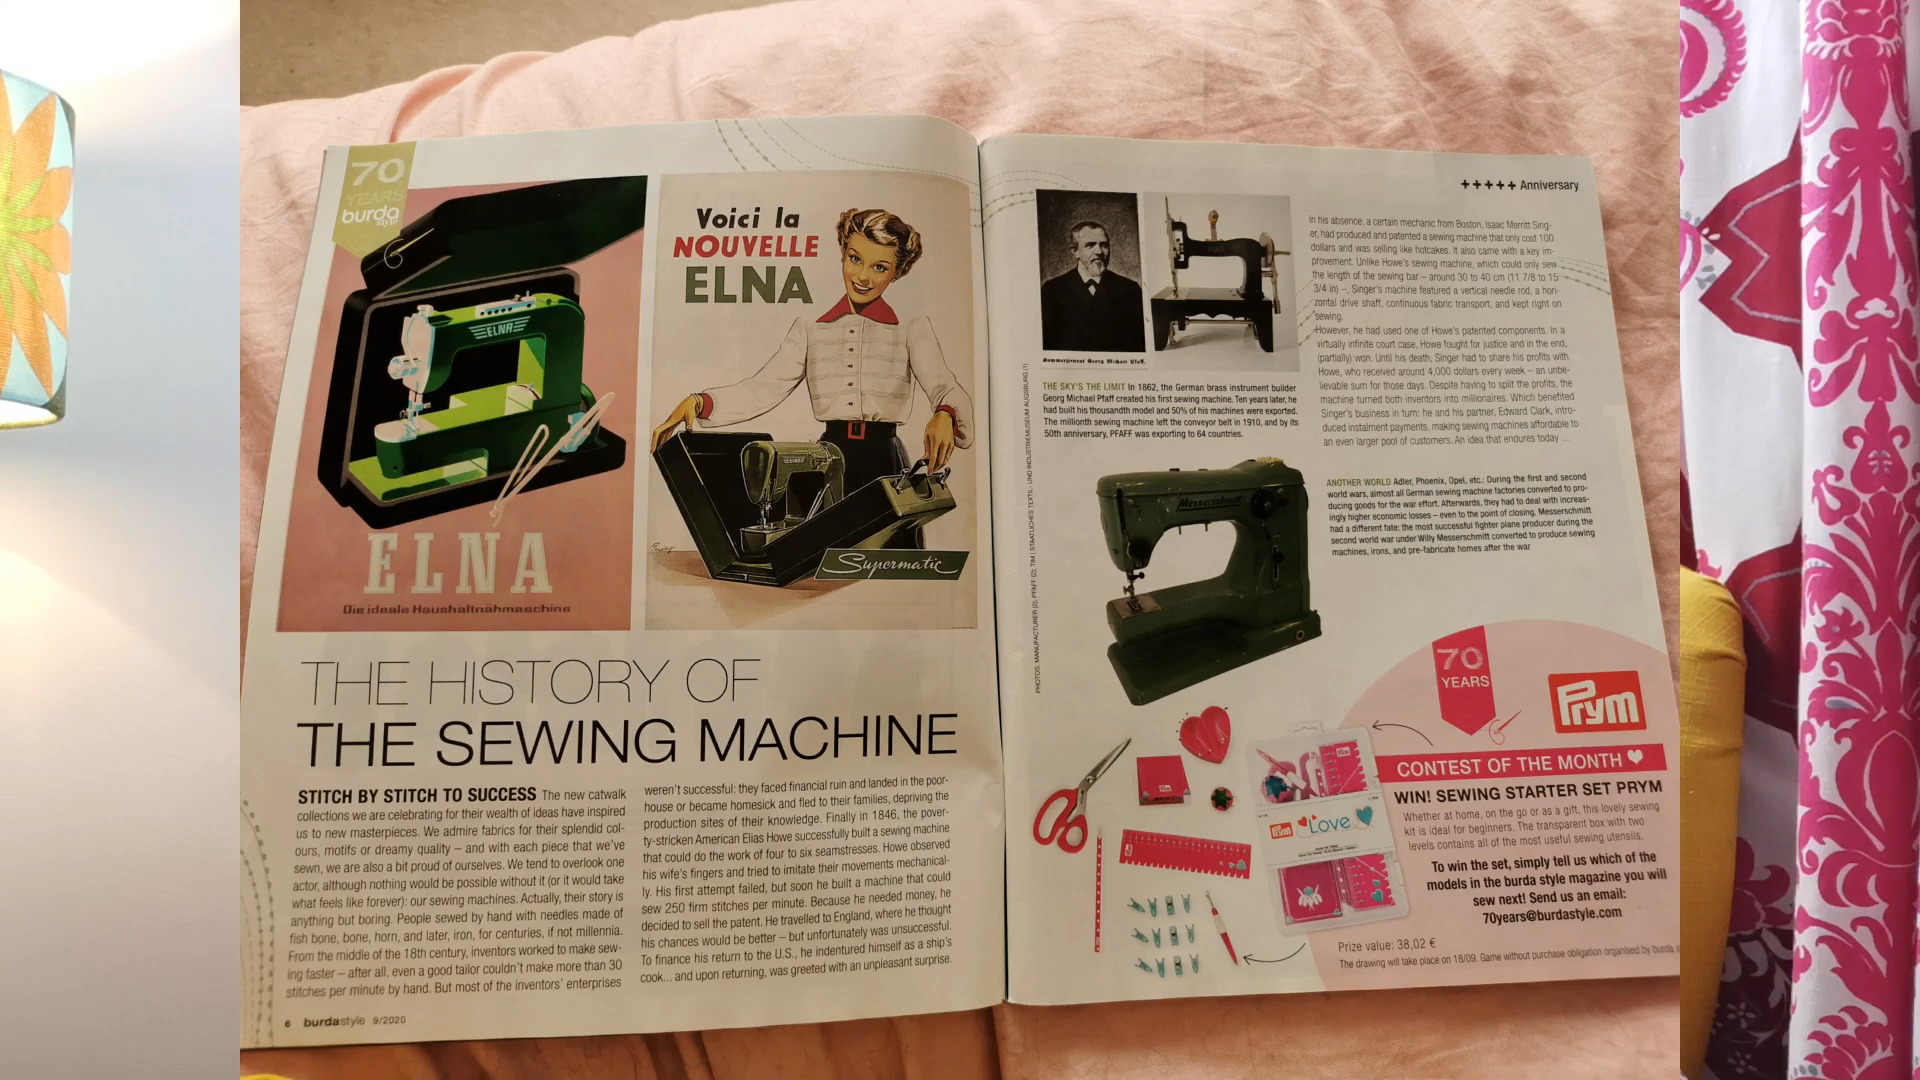 70
YEARS
burda
style
ELNA
ELNA
Die ideale Haushaltnähmaschine
Voici la
NOUVELLE
ELNA
Supermatic
THE HISTORY OF
THE SEWING MACHINE
STITCH BY STITCH TO SUCCESS The new catwalk
collections we are celebrating for their wealth of ideas have inspired
us to new masterpieces. We admire fabrics for their splendid col-
ours, motifs or dreamy quality – and with each piece that we've
sewn, we are also a bit proud of ourselves. We tend to overlook one
actor, although nothing would be possible without it (or it would take
what feels like forever): our sewing machines. Actually, their story is
anything but boring. People sewed by hand with needles made of
fish bone, bone, horn, and later, iron, for centuries, if not millennia.
From the middle of the 18th century, inventors worked to make sew-
ing faster – after all, even a good tailor couldn't make more than 30
stitches per minute by hand. But most of the inventors' enterprises
weren't successful: they faced financial ruin and landed in the poor-
house or became homesick and fled to their families, depriving the
production sites of their knowledge. Finally in 1846, the pover-
ty-stricken American Elias Howe successfully built a sewing machine
that could do the work of four to six seamstresses. Howe observed
his wife's fingers and tried to imitate their movements mechanical-
ly. His first attempt failed, but soon he built a machine that could
sew 250 firm stitches per minute. Because he needed money, he
decided to sell the patent. He travelled to England, where he thought
his chances would be better – but unfortunately was unsuccessful.
To finance his return to the U.S., he indentured himself as a ship's
cook... and upon returning, was greeted with an unpleasant surprise.
6 burdastyle 9/2020
+++++ Anniversary
Kommerzienrat Georg Michael Pfaff.
THE SKY'S THE LIMIT In 1862, the German brass instrument builder
Georg Michael Pfaff created his first sewing machine. Ten years later, he
had built his thousandth model and 50% of his machines were exported.
The millionth sewing machine left the conveyor belt in 1910, and by its
50th anniversary, PFAFF was exporting to 64 countries.
In his absence, a certain mechanic from Boston, Isaac Merritt Sing-
er, had produced and patented a sewing machine that only cost 100
dollars and was selling like hotcakes. It also came with a key im-
provement. Unlike Howe's sewing machine, which could only sew
the length of the sewing bar – around 30 to 40 cm (11 7/8 to 15
3/4 in) –, Singer's machine featured a vertical needle rod, a hori-
zontal drive shaft, continuous fabric transport, and kept right on
sewing.
However, he had used one of Howe's patented components. In a
virtually infinite court case, Howe fought for justice and in the end,
(partially) won. Until his death, Singer had to share his profits with
Howe, who received around 4,000 dollars every week – an unbe-
lievable sum for those days. Despite having to split the profits, the
machine turned both inventors into millionaires. Which benefited
Singer's business in turn: he and his partner, Edward Clark, intro-
duced instalment payments, making sewing machines affordable to
an even larger pool of customers. An idea that endures today ...
PHOTOS: MANUFACTURER (2), PFAFF (2), TIM | STAATLICHES TEXTIL- UND INDUSTRIEMUSEUM AUGSBURG (1)
Messerschmitt
ANOTHER WORLD Adler, Phoenix, Opel, etc.: During the first and second
world wars, almost all German sewing machine factories converted to pro-
ducing goods for the war effort. Afterwards, they had to deal with increas-
ingly higher economic losses – even to the point of closing. Messerschmitt
had a different fate: the most successful fighter plane producer during the
second world war under Willy Messerschmitt converted to produce sewing
machines, irons, and pre-fabricate homes after the war
70
YEARS
Prym
CONTEST OF THE MONTH
WIN! SEWING STARTER SET PRYM
Whether at home, on the go or as a gift, this lovely sewing
kit is ideal for beginners. The transparent box with two
levels contains all of the most useful sewing utensils.
To win the set, simply tell us which of the
models in the burda style magazine you will
sew next! Send us an email:
70years@burdastyle.com
Prize value: 38,02 €
The drawing will take place on 18/09. Game without purchase obligation organised by burda s
Prym
Love